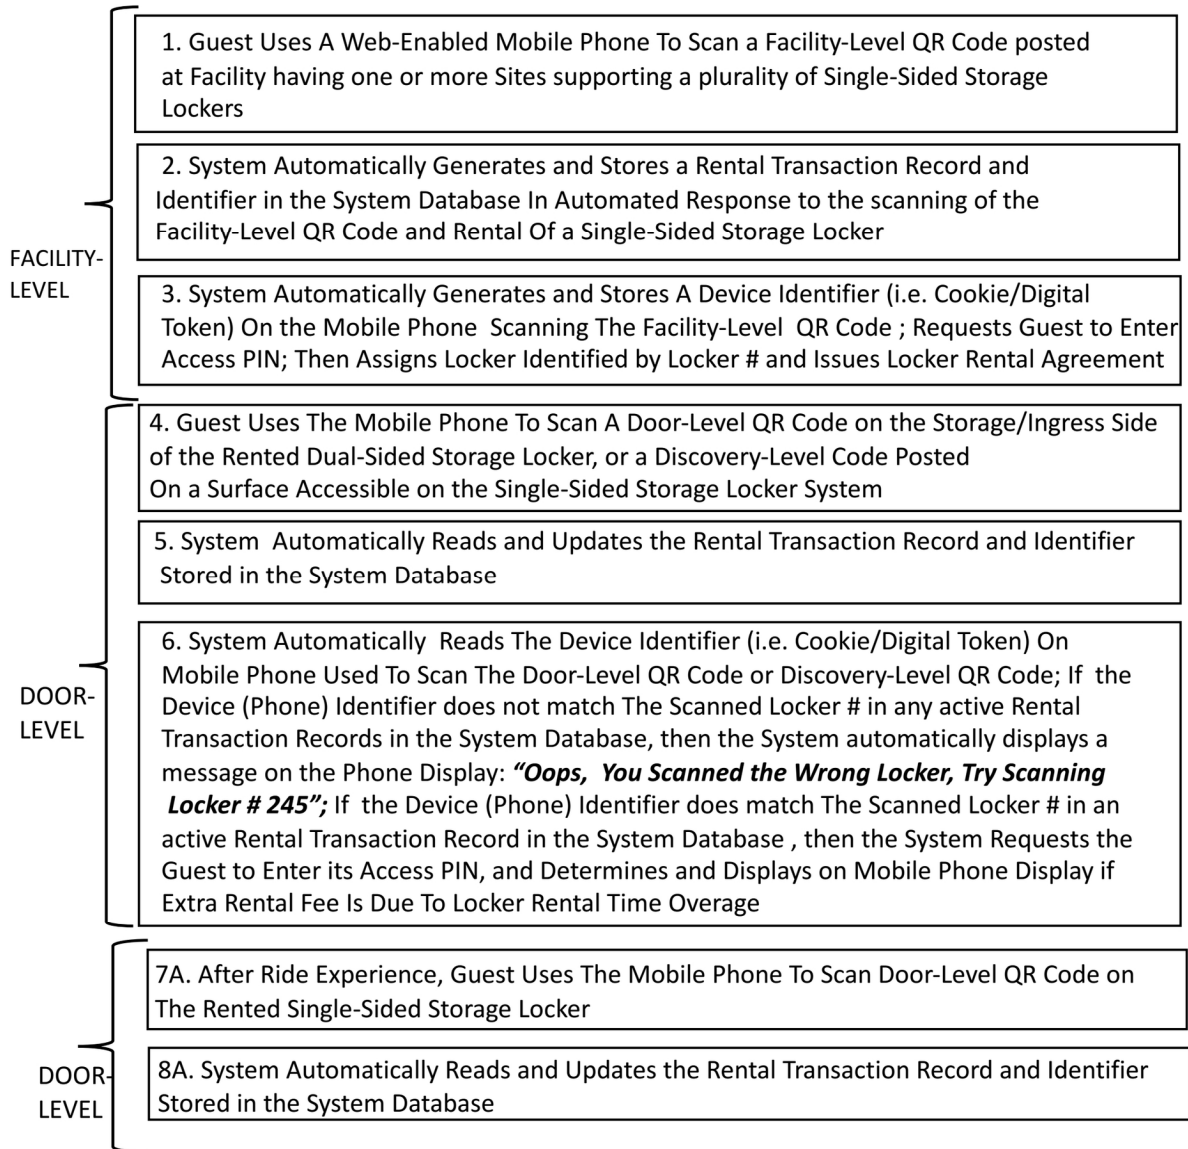 1. Guest Uses A Web-Enabled Mobile Phone To Scan a Facility-Level QR Code posted
at Facility having one or more Sites supporting a plurality of Single-Sided Storage
Lockers
2. System Automatically Generates and Stores a Rental Transaction Record and
Identifier in the System Database In Automated Response to the scanning of the
Facility-Level QR Code and Rental Of a Single-Sided Storage Locker
FACILITY-
LEVEL
3. System Automatically Generates and Stores A Device Identifier (i.e. Cookie/Digital
Token) On the Mobile Phone Scanning The Facility-Level QR Code ; Requests Guest to Enter
Access PIN; Then Assigns Locker Identified by Locker # and Issues Locker Rental Agreement
4. Guest Uses The Mobile Phone To Scan A Door-Level QR Code on the Storage/Ingress Side
of the Rented Dual-Sided Storage Locker, or a Discovery-Level Code Posted
On a Surface Accessible on the Single-Sided Storage Locker System
5. System Automatically Reads and Updates the Rental Transaction Record and Identifier
Stored in the System Database
DOOR-
LEVEL
6. System Automatically Reads The Device Identifier (i.e. Cookie/Digital Token) On
Mobile Phone Used To Scan The Door-Level QR Code or Discovery-Level QR Code; If the
Device (Phone) Identifier does not match The Scanned Locker # in any active Rental
Transaction Records in the System Database, then the System automatically displays a
message on the Phone Display: “Oops, You Scanned the Wrong Locker, Try Scanning
Locker # 245”; If the Device (Phone) Identifier does match The Scanned Locker # in an
active Rental Transaction Record in the System Database , then the System Requests the
Guest to Enter its Access PIN, and Determines and Displays on Mobile Phone Display if
Extra Rental Fee Is Due To Locker Rental Time Overage
7A. After Ride Experience, Guest Uses The Mobile Phone To Scan Door-Level QR Code on
The Rented Single-Sided Storage Locker
DOOR-
LEVEL
8A. System Automatically Reads and Updates the Rental Transaction Record and Identifier
Stored in the System Database